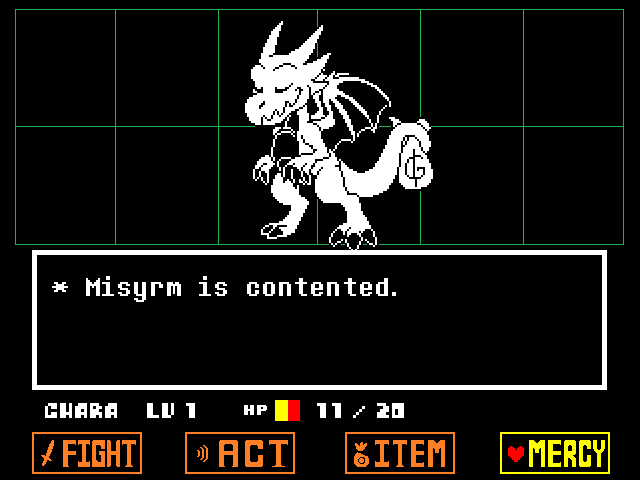 G
* Misyrm is contented.
CHARA LV 1 HP 11 / 20
FIGHT ACT ITEM MERCY